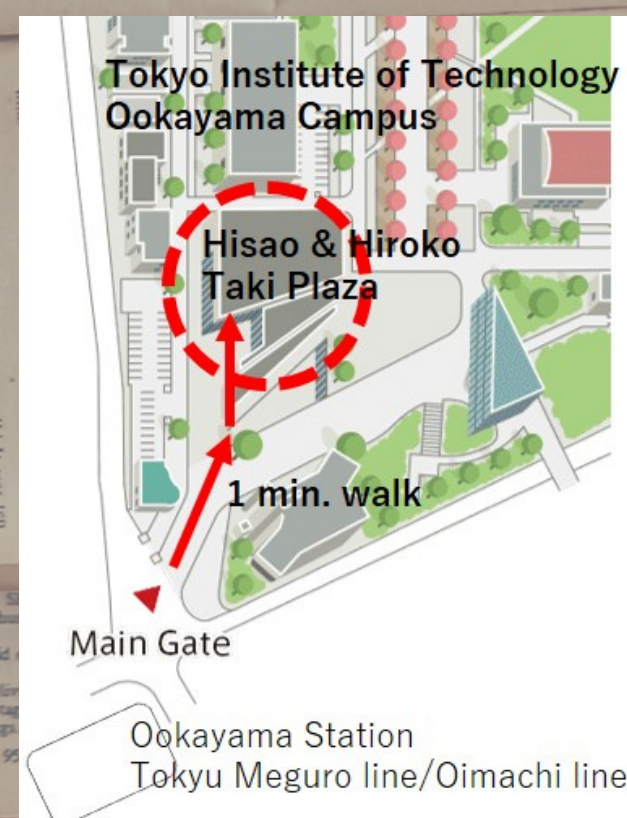 Tokyo Institute of Technology
Ookayama Campus
Hisao & Hiroko
Taki Plaza
1 min. walk
Main Gate
Ookayama Station
Tokyu Meguro line/Oimachi line